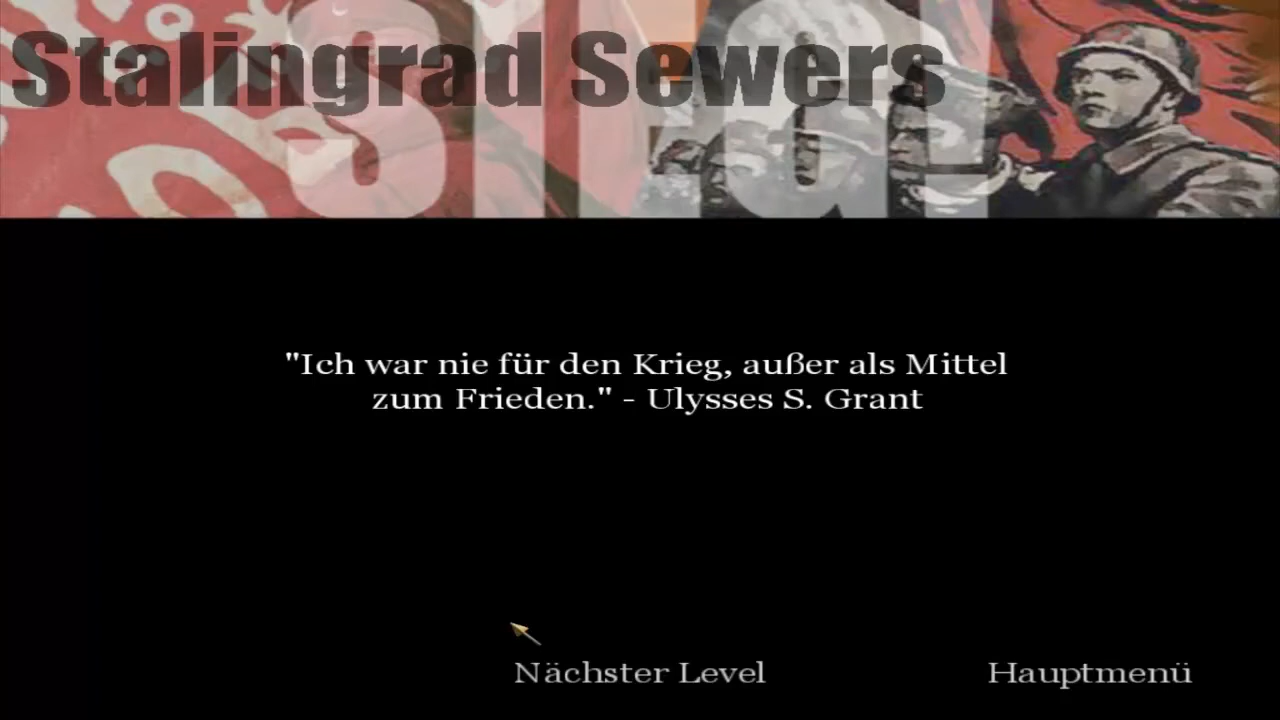 Stalingrad Sewers
"Ich war nie für den Krieg, außer als Mittel
zum Frieden." - Ulysses S. Grant
Nächster Level
Hauptmenü